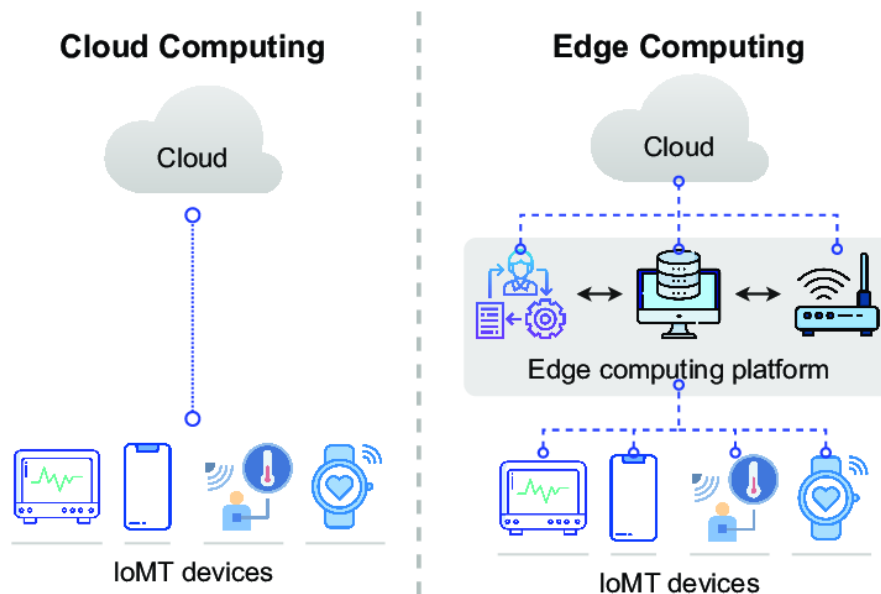 Cloud Computing
Cloud
IoMT devices
Edge Computing
Cloud
Edge computing platform
IoMT devices